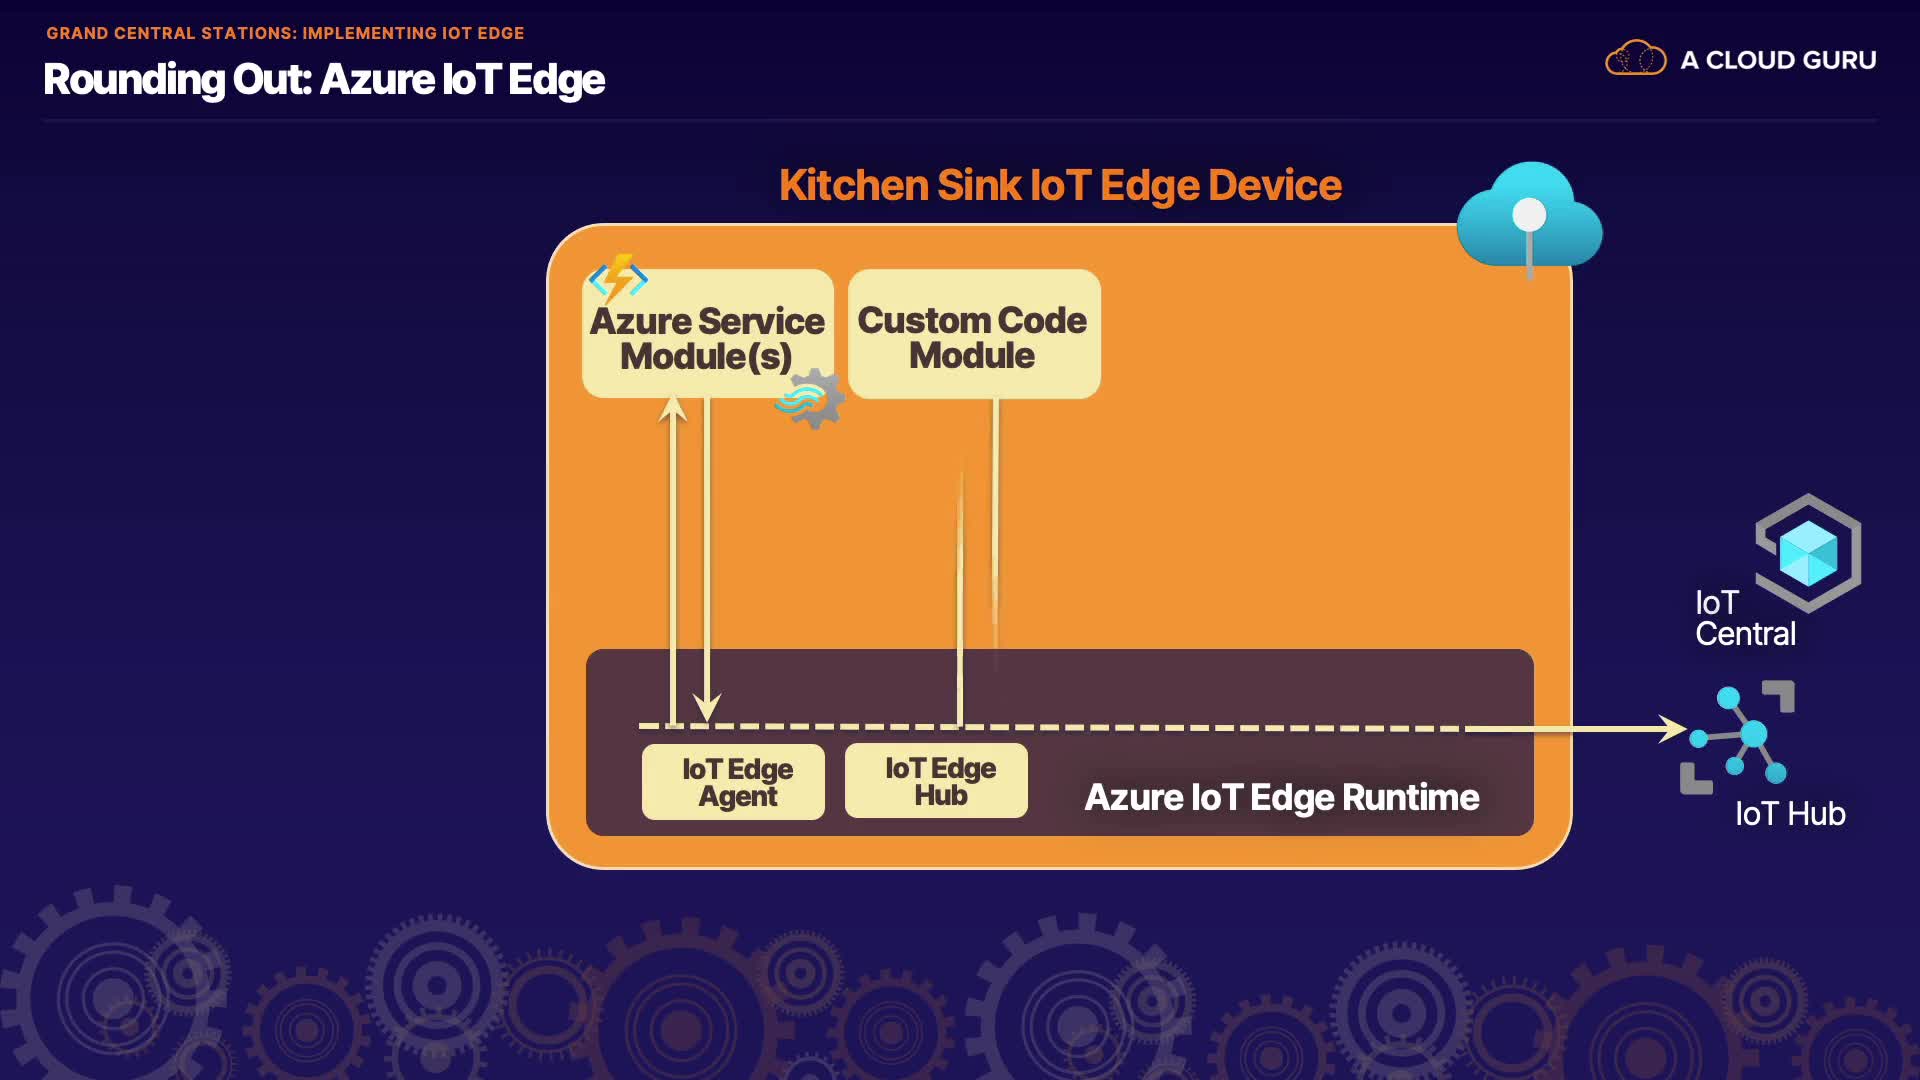 GRAND CENTRAL STATIONS: IMPLEMENTING IOT EDGE
Rounding Out: Azure IoT Edge
A CLOUD GURU
Kitchen Sink IoT Edge Device
Azure Service
Module(s)
Custom Code
Module
IoT
Central
IoT Edge
Agent
IoT Edge
Hub
Azure IoT Edge Runtime
IoT Hub